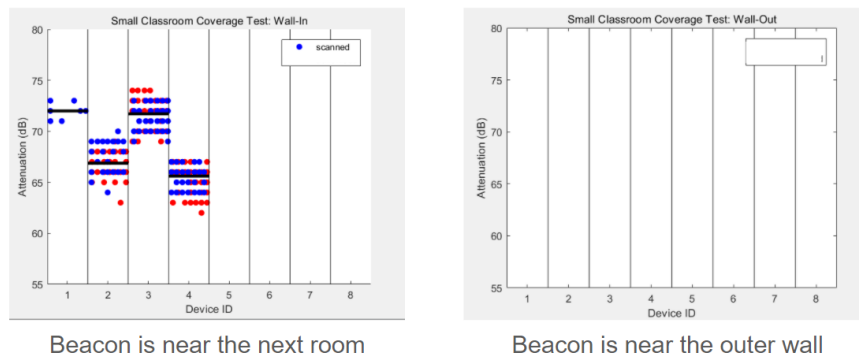 Small Classroom Coverage Test: Wall-In
80
75
70
65
60
55
Attenuation (dB)
scanned
1 2 3 4 5 6 7 8
Device ID
Beacon is near the next room
Small Classroom Coverage Test: Wall-Out
80
75
70
65
60
55
Attenuation (dB)
1 2 3 4 5 6 7 8
Device ID
Beacon is near the outer wall